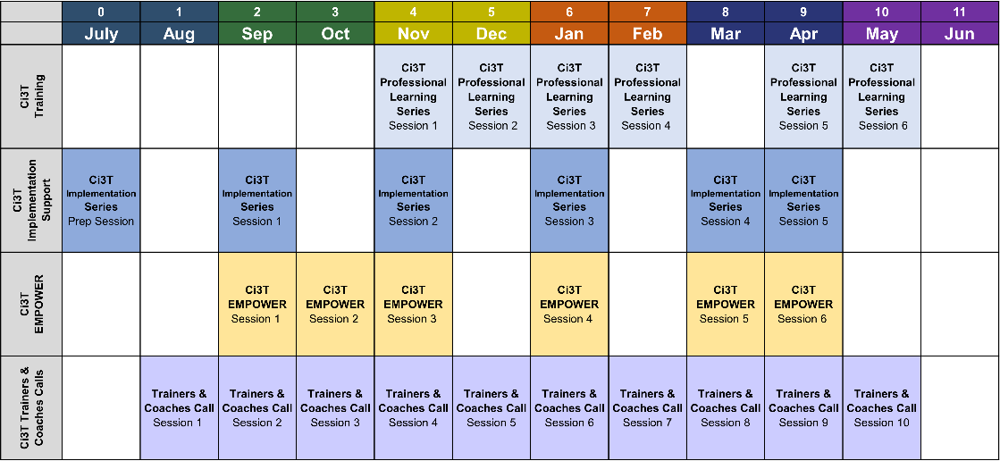 0 1 2 3 4 5 6 7 8 9 10 11
July Aug Sep Oct Nov Dec Jan Feb Mar Apr May Jun
Ci3T
Training
Ci3T
Professional
Learning
Series
Session 1
Ci3T
Professional
Learning
Series
Session 2
Ci3T
Professional
Learning
Series
Session 3
Ci3T
Professional
Learning
Series
Session 4
Ci3T
Professional
Learning
Series
Session 5
Ci3T
Professional
Learning
Series
Session 6
Ci3T
Implementation
Support
Ci3T
Implementation
Series
Prep Session
Ci3T
Implementation
Series
Session 1
Ci3T
Implementation
Series
Session 2
Ci3T
Implementation
Series
Session 3
Ci3T
Implementation
Series
Session 4
Ci3T
Implementation
Series
Session 5
Ci3T
EMPOWER
Ci3T
EMPOWER
Session 1
Ci3T
EMPOWER
Session 2
Ci3T
EMPOWER
Session 3
Ci3T
EMPOWER
Session 4
Ci3T
EMPOWER
Session 5
Ci3T
EMPOWER
Session 6
Ci3T Trainers &
Coaches Calls
Trainers &
Coaches Call
Session 1
Trainers &
Coaches Call
Session 2
Trainers &
Coaches Call
Session 3
Trainers &
Coaches Call
Session 4
Trainers &
Coaches Call
Session 5
Trainers &
Coaches Call
Session 6
Trainers &
Coaches Call
Session 7
Trainers &
Coaches Call
Session 8
Trainers &
Coaches Call
Session 9
Trainers &
Coaches Call
Session 10